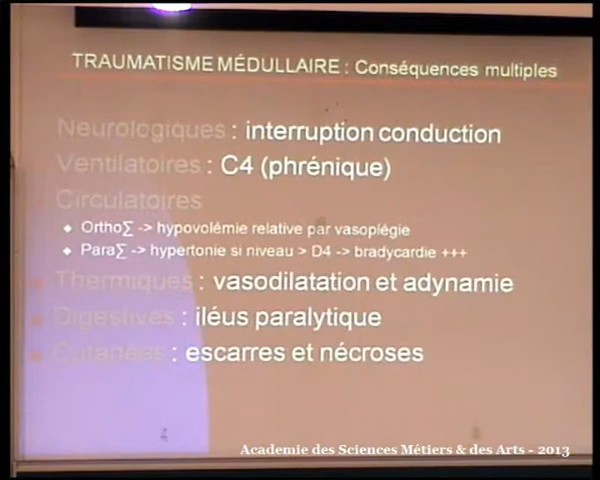 TRAUMATISME MÉDULLAIRE : Conséquences multiples
Neurologiques : interruption conduction
Ventilatoires : C4 (phrénique)
Circulatoires
Ortho∑ -> hypovolémie relative par vasoplégie
Para∑ -> hypertonie si niveau > D4 -> bradycardie +++
Thermiques : vasodilatation et adynamie
Digestives : iléus paralytique
Cutanées : escarres et nécroses
Academie des Sciences Métiers & des Arts - 2013